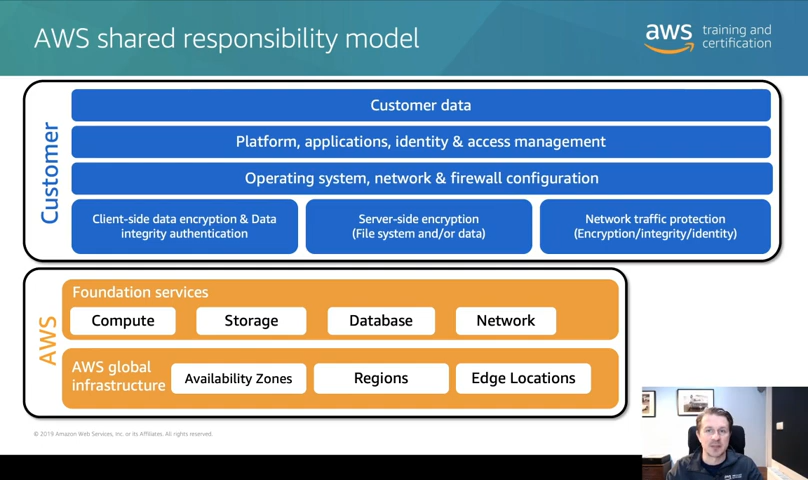 AWS shared responsibility model
aws training and
certification
Customer
Customer data
Platform, applications, identity & access management
Operating system, network & firewall configuration
Client-side data encryption & Data
integrity authentication
Server-side encryption
(File system and/or data)
Network traffic protection
(Encryption/integrity/identity)
AWS
Foundation services
Compute
Storage
Database
Network
AWS global
infrastructure
Availability Zones
Regions
Edge Locations
© 2019 Amazon Web Services, Inc. or its Affiliates. All rights reserved.